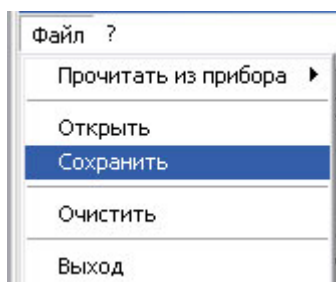 Файл ?
Прочитать из прибора
Открыть
Сохранить
Очистить
Выход